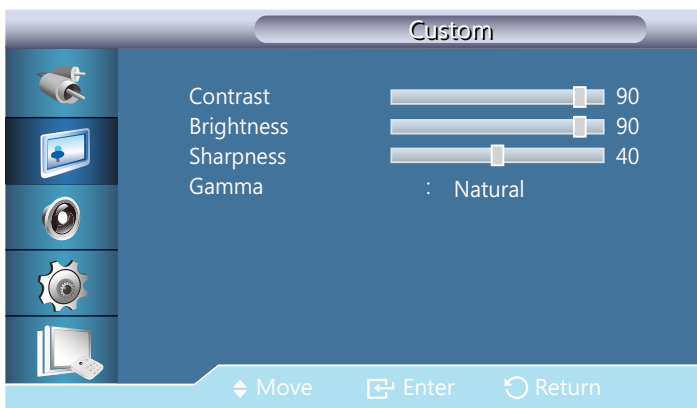 Custom
Contrast 90
Brightness 90
Sharpness 40
Gamma : Natural
Move Enter Return